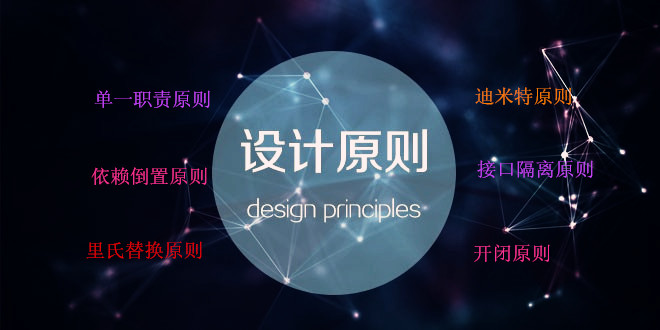 单一职责原则
依赖倒置原则
里氏替换原则
设计原则
design principles
迪米特原则
接口隔离原则
开闭原则